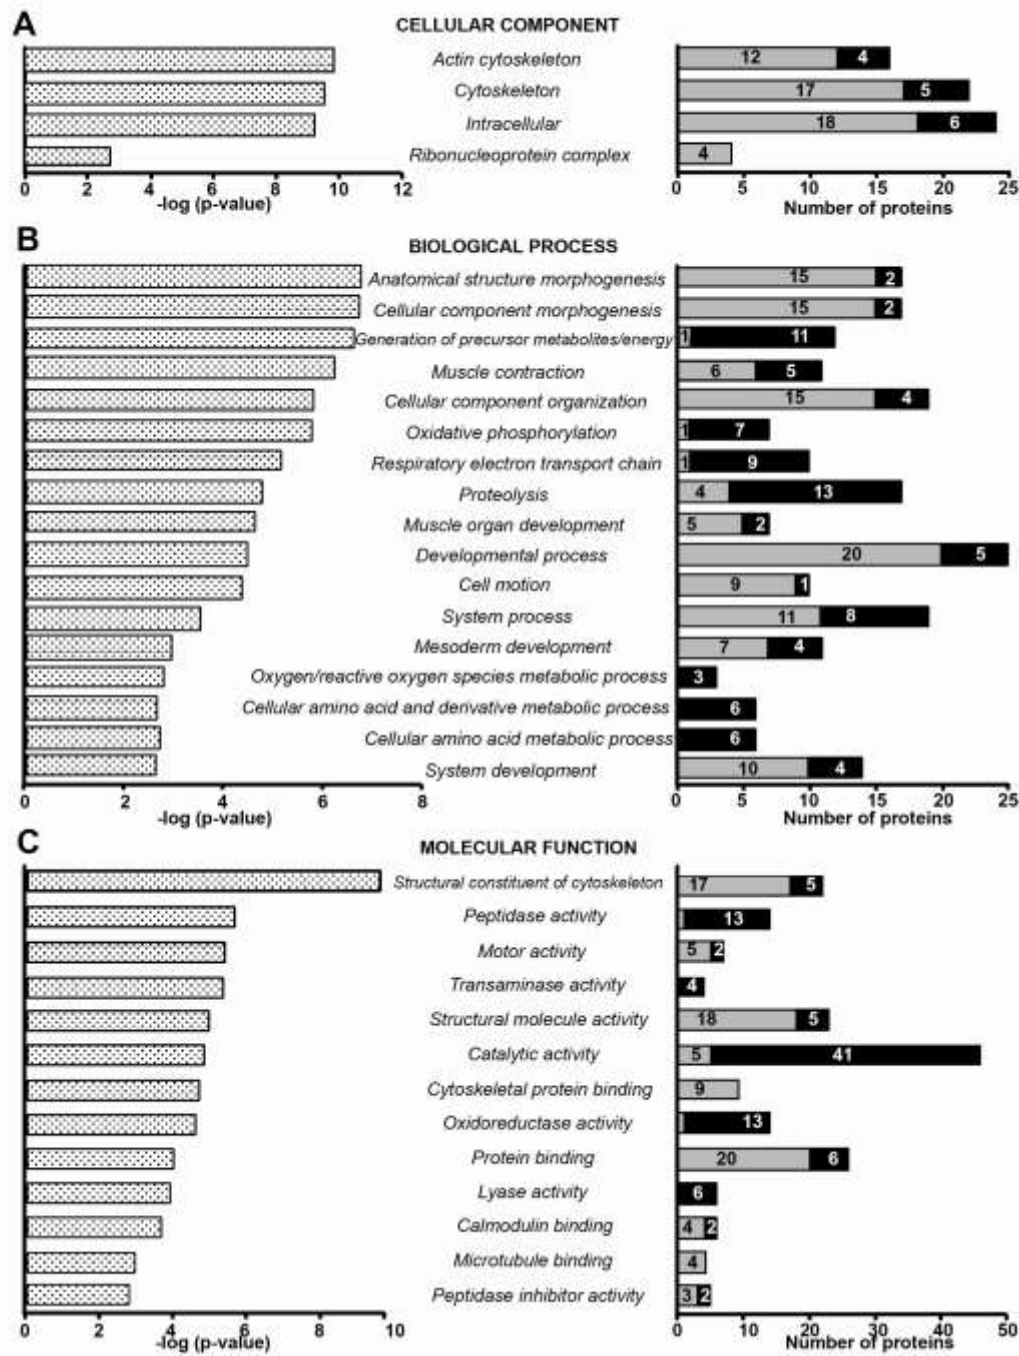 A
CELLULAR COMPONENT
Actin cytoskeleton 12 4
Cytoskeleton 17 5
Intracellular 18 6
Ribonucleoprotein complex 4
0 2 4 6 8 10 12 0 5 10 15 20 25
-log (p-value) Number of proteins
B
BIOLOGICAL PROCESS
Anatomical structure morphogenesis 15 2
Cellular component morphogenesis 15 2
Generation of precursor metabolites/energy 1 11
Muscle contraction 6 5
Cellular component organization 15 4
Oxidative phosphorylation 1 7
Respiratory electron transport chain 1 9
Proteolysis 4 13
Muscle organ development 5 2
Developmental process 20 5
Cell motion 9 1
System process 11 8
Mesoderm development 7 4
Oxygen/reactive oxygen species metabolic process 3
Cellular amino acid and derivative metabolic process 6
Cellular amino acid metabolic process 6
System development 10 4
0 2 4 6 8 0 5 10 15 20 25
-log (p-value) Number of proteins
C
MOLECULAR FUNCTION
Structural constituent of cytoskeleton 17 5
Peptidase activity 13
Motor activity 5 2
Transaminase activity 4
Structural molecule activity 18 5
Catalytic activity 5 41
Cytoskeletal protein binding 9
Oxidoreductase activity 13
Protein binding 20 6
Lyase activity 6
Calmodulin binding 4 2
Microtubule binding 4
Peptidase inhibitor activity 3 2
0 2 4 6 8 10 0 10 20 30 40 50
-log (p-value) Number of proteins